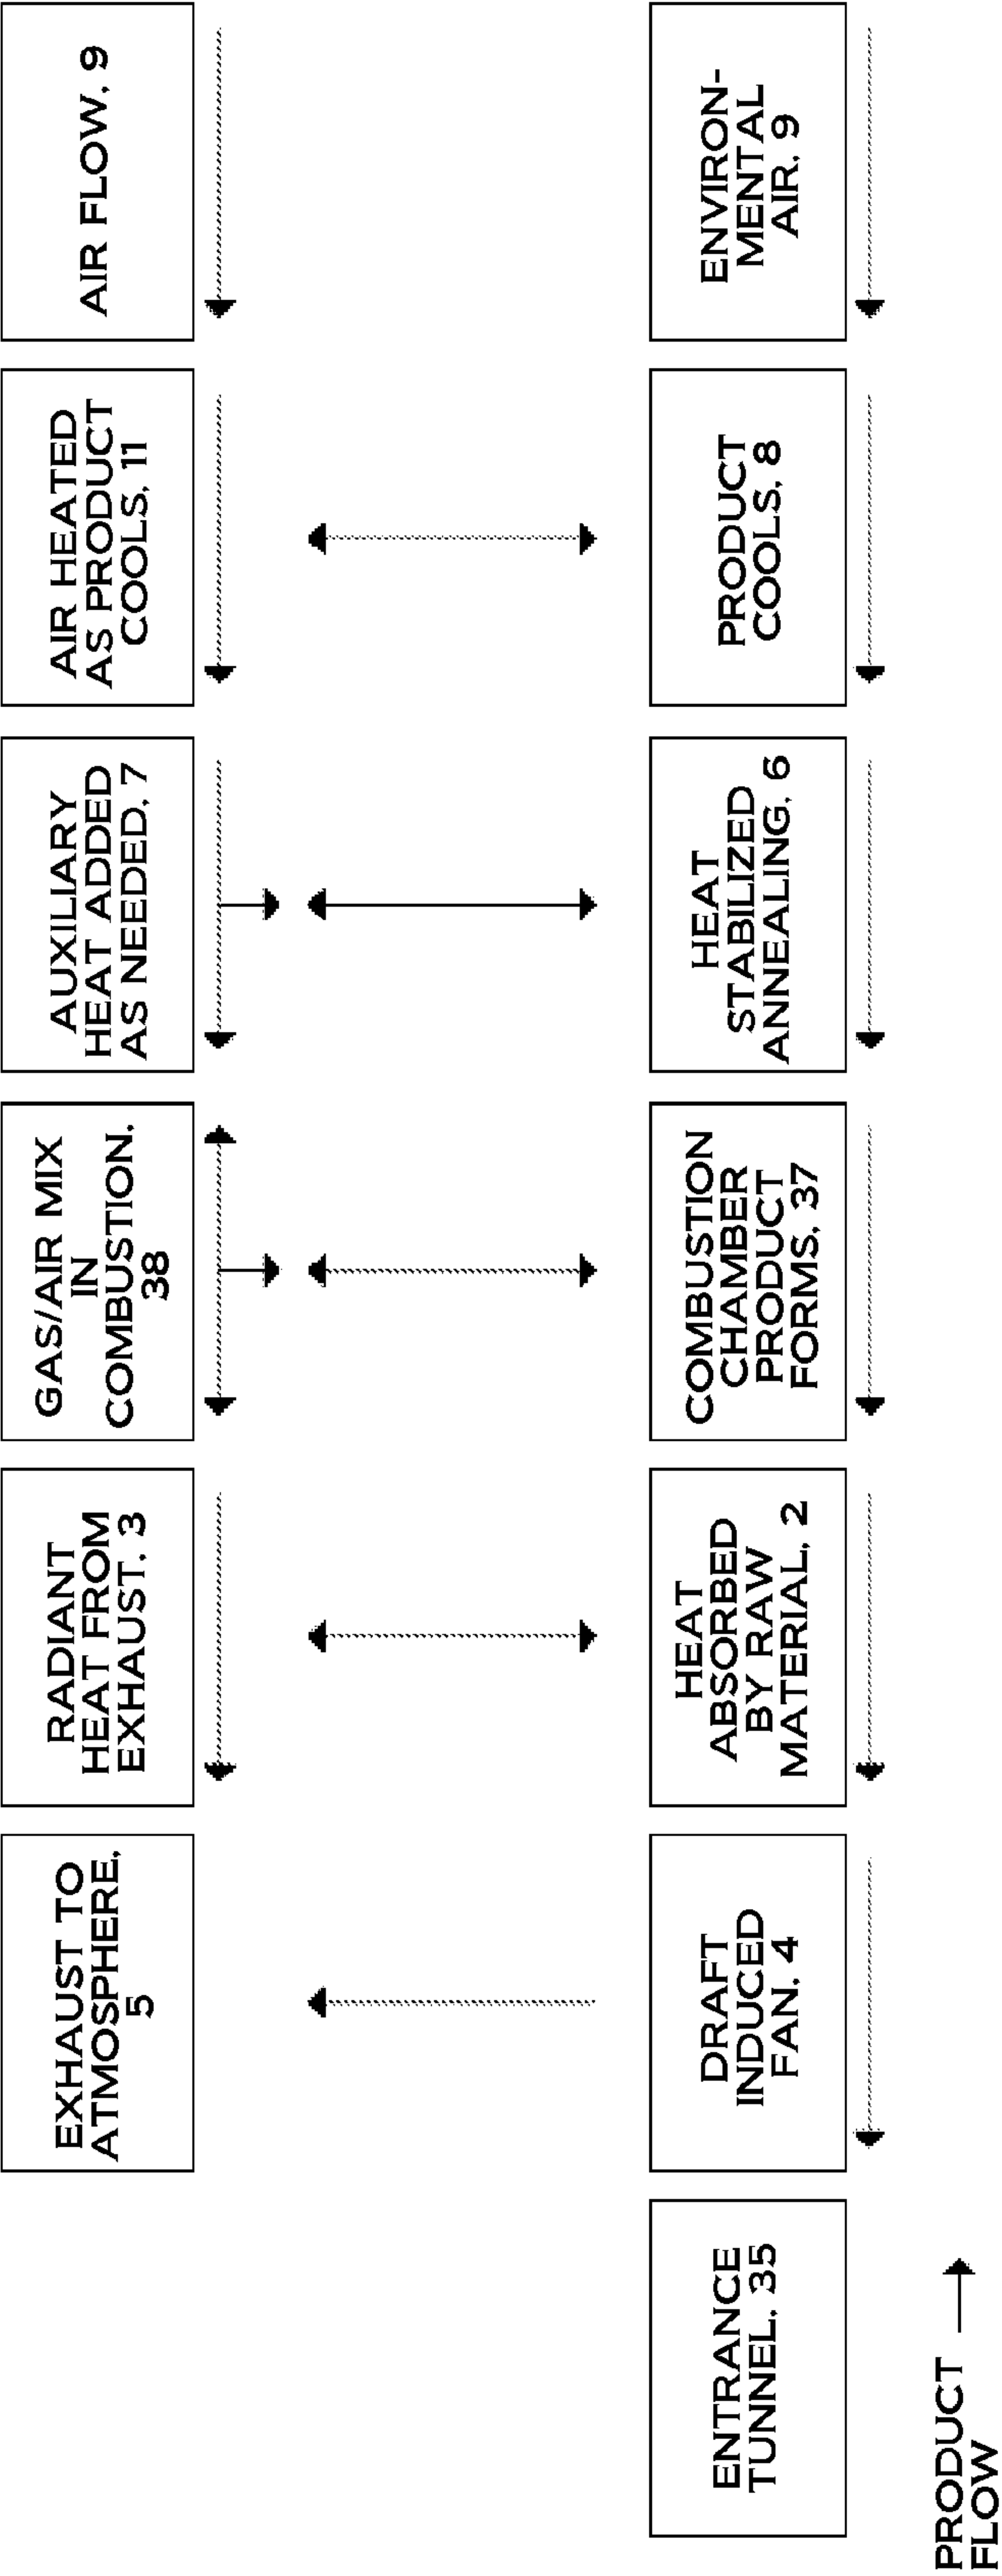 EXHAUST TO
ATMOSPHERE,
5
RADIANT
HEAT FROM
EXHAUST, 3
GAS/AIR MIX
IN
COMBUSTION,
38
AUXILIARY
HEAT ADDED
AS NEEDED, 7
AIR HEATED
AS PRODUCT
COOLS, 11
AIR FLOW, 9
ENTRANCE
TUNNEL, 35
DRAFT
INDUCED
FAN, 4
HEAT
ABSORBED
BY RAW
MATERIAL, 2
COMBUSTION
CHAMBER
PRODUCT
FORMS, 37
HEAT
STABILIZED
ANNEALING, 6
PRODUCT
COOLS, 8
ENVIRON-
MENTAL
AIR, 9
PRODUCT
FLOW